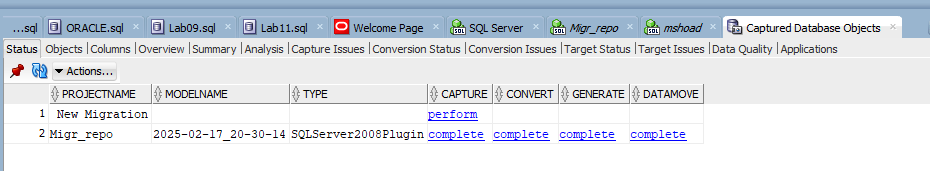 ...sql ORACLE.sql Lab09.sql Lab11.sql Welcome Page SQL Server Migr_repo mshoad Captured Database Objects
Status Objects Columns Overview Summary Analysis Capture Issues Conversion Status Conversion Issues Target Status Target Issues Data Quality Applications
Actions...
PROJECTNAME MODELNAME TYPE CAPTURE CONVERT GENERATE DATAMOVE
1 New Migration perform
2 Migr_repo 2025-02-17_20-30-14 SQLServer2008Plugin complete complete complete complete